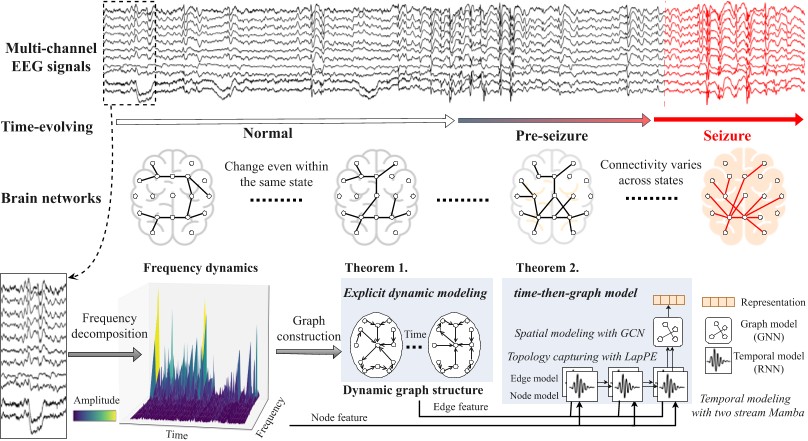 Multi-channel
EEG signals
Time-evolving
Normal
Pre-seizure
Seizure
Brain networks
Change even within
the same state
Connectivity varies
across states
Frequency dynamics
Theorem 1.
Theorem 2.
Frequency
decomposition
Amplitude
Time
Frequency
Graph
construction
Explicit dynamic modeling
Time
Dynamic graph structure
time-then-graph model
Spatial modeling with GCN
Topology capturing with LapPE
Edge model
Node model
Edge feature
Node feature
Representation
Graph model
(GNN)
Temporal model
(RNN)
Temporal modeling
with two stream Mamba